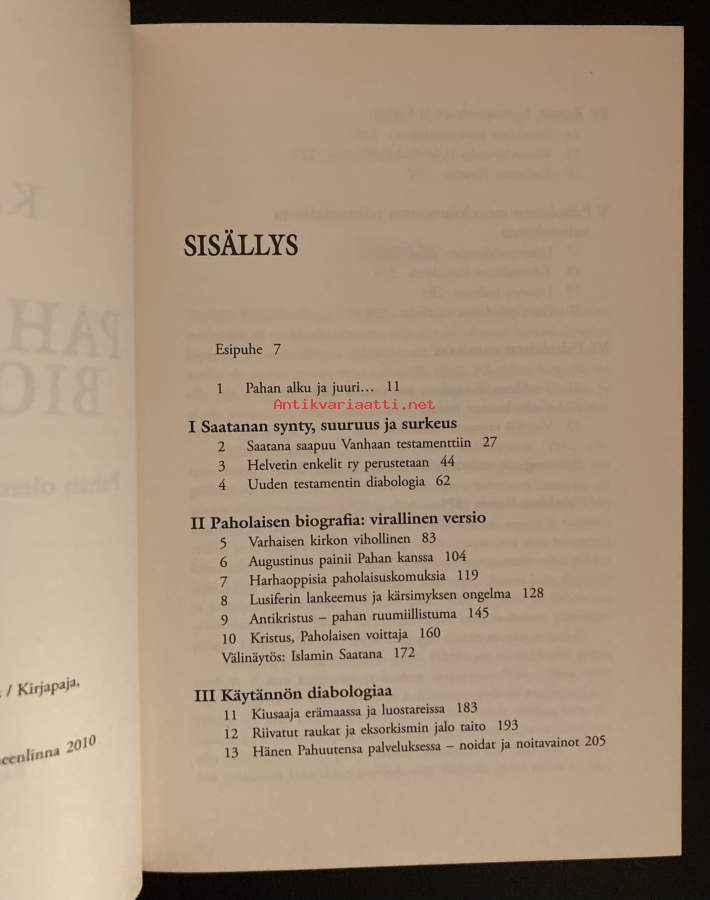 K
PAH
BIO
/ Kirjapaja,
eenlinna 2010
SISÄLLYS
Esipuhe 7
1 Pahan alku ja juuri... 11
Antikvariaatti.net
I Saatanan synty, suuruus ja surkeus
2 Saatana saapuu Vanhaan testamenttiin 27
3 Helvetin enkelit ry perustetaan 44
4 Uuden testamentin diabologia 62
II Paholaisen biografia: virallinen versio
5 Varhaisen kirkon vihollinen 83
6 Augustinus painii Pahan kanssa 104
7 Harhaoppisia paholaisuskomuksia 119
8 Lusiferin lankeemus ja kärsimyksen ongelma 128
9 Antikristus – pahan ruumiillistuma 145
10 Kristus, Paholaisen voittaja 160
Välinäytös: Islamin Saatana 172
III Käytännön diabologiaa
11 Kiusaaja erämaassa ja luostareissa 183
12 Riivatut raukat ja eksorkismin jalo taito 193
13 Hänen Pahuutensa palveluksessa – noidat ja noitavainot 205